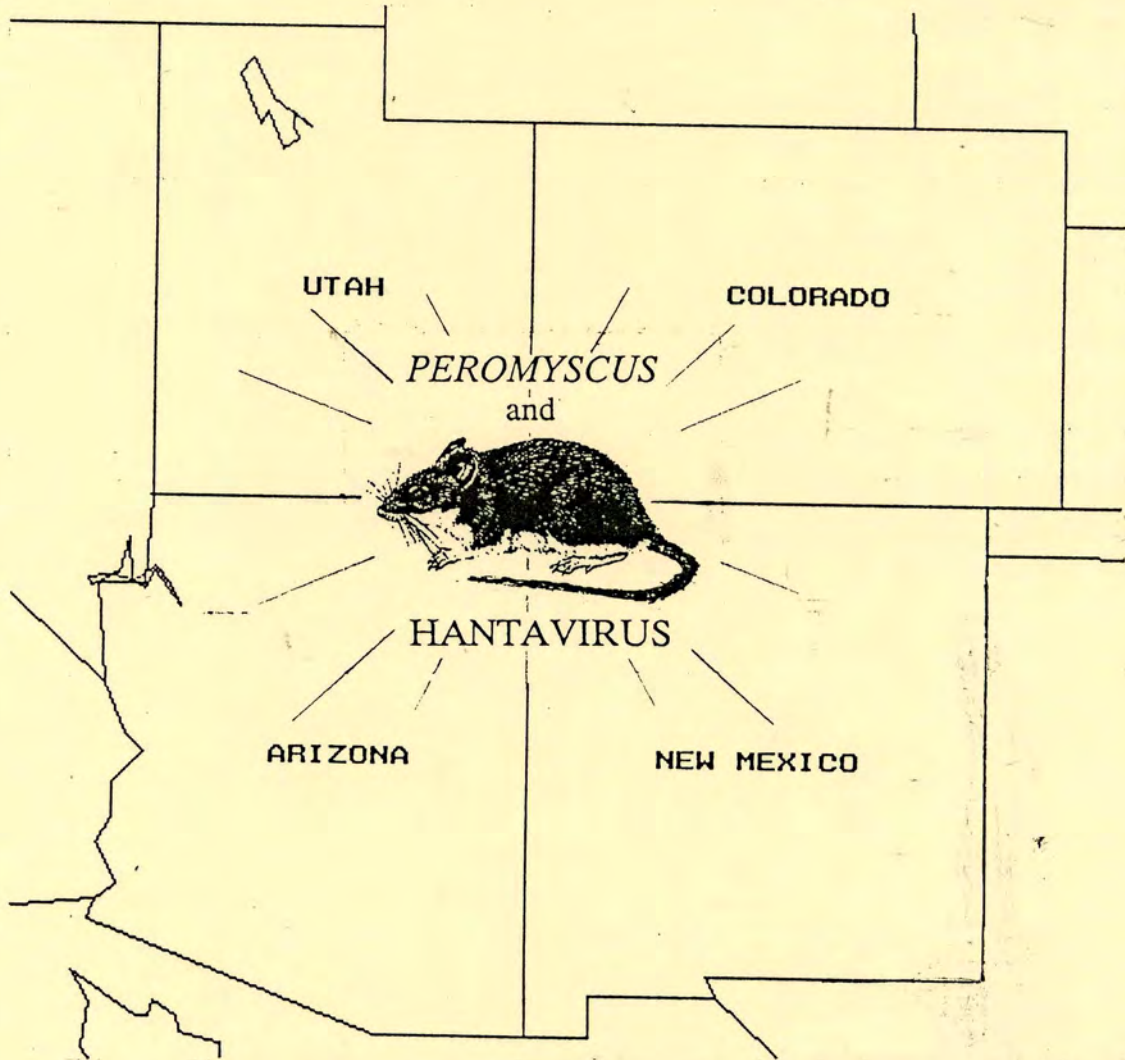 UTAH
COLORADO
PEROMYSCUS
and
HANTAVIRUS
ARIZONA
NEW MEXICO